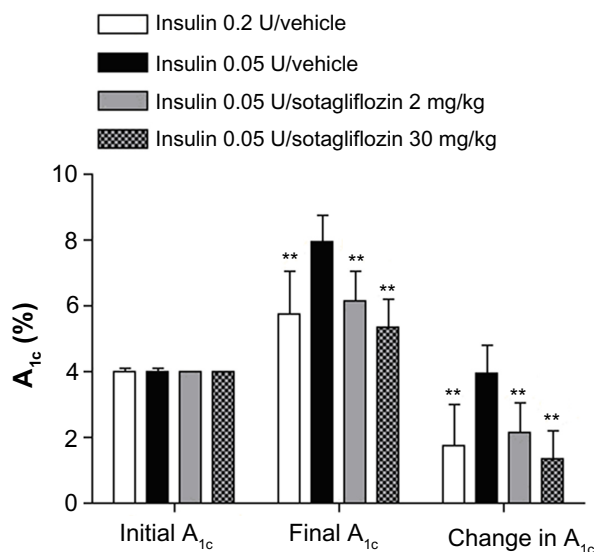 Insulin 0.2 U/vehicle
Insulin 0.05 U/vehicle
Insulin 0.05 U/sotagliflozin 2 mg/kg
Insulin 0.05 U/sotagliflozin 30 mg/kg
A1c (%)
10
8
6
4
2
0
**
**
**
**
**
**
Initial A1c
Final A1c
Change in A1c